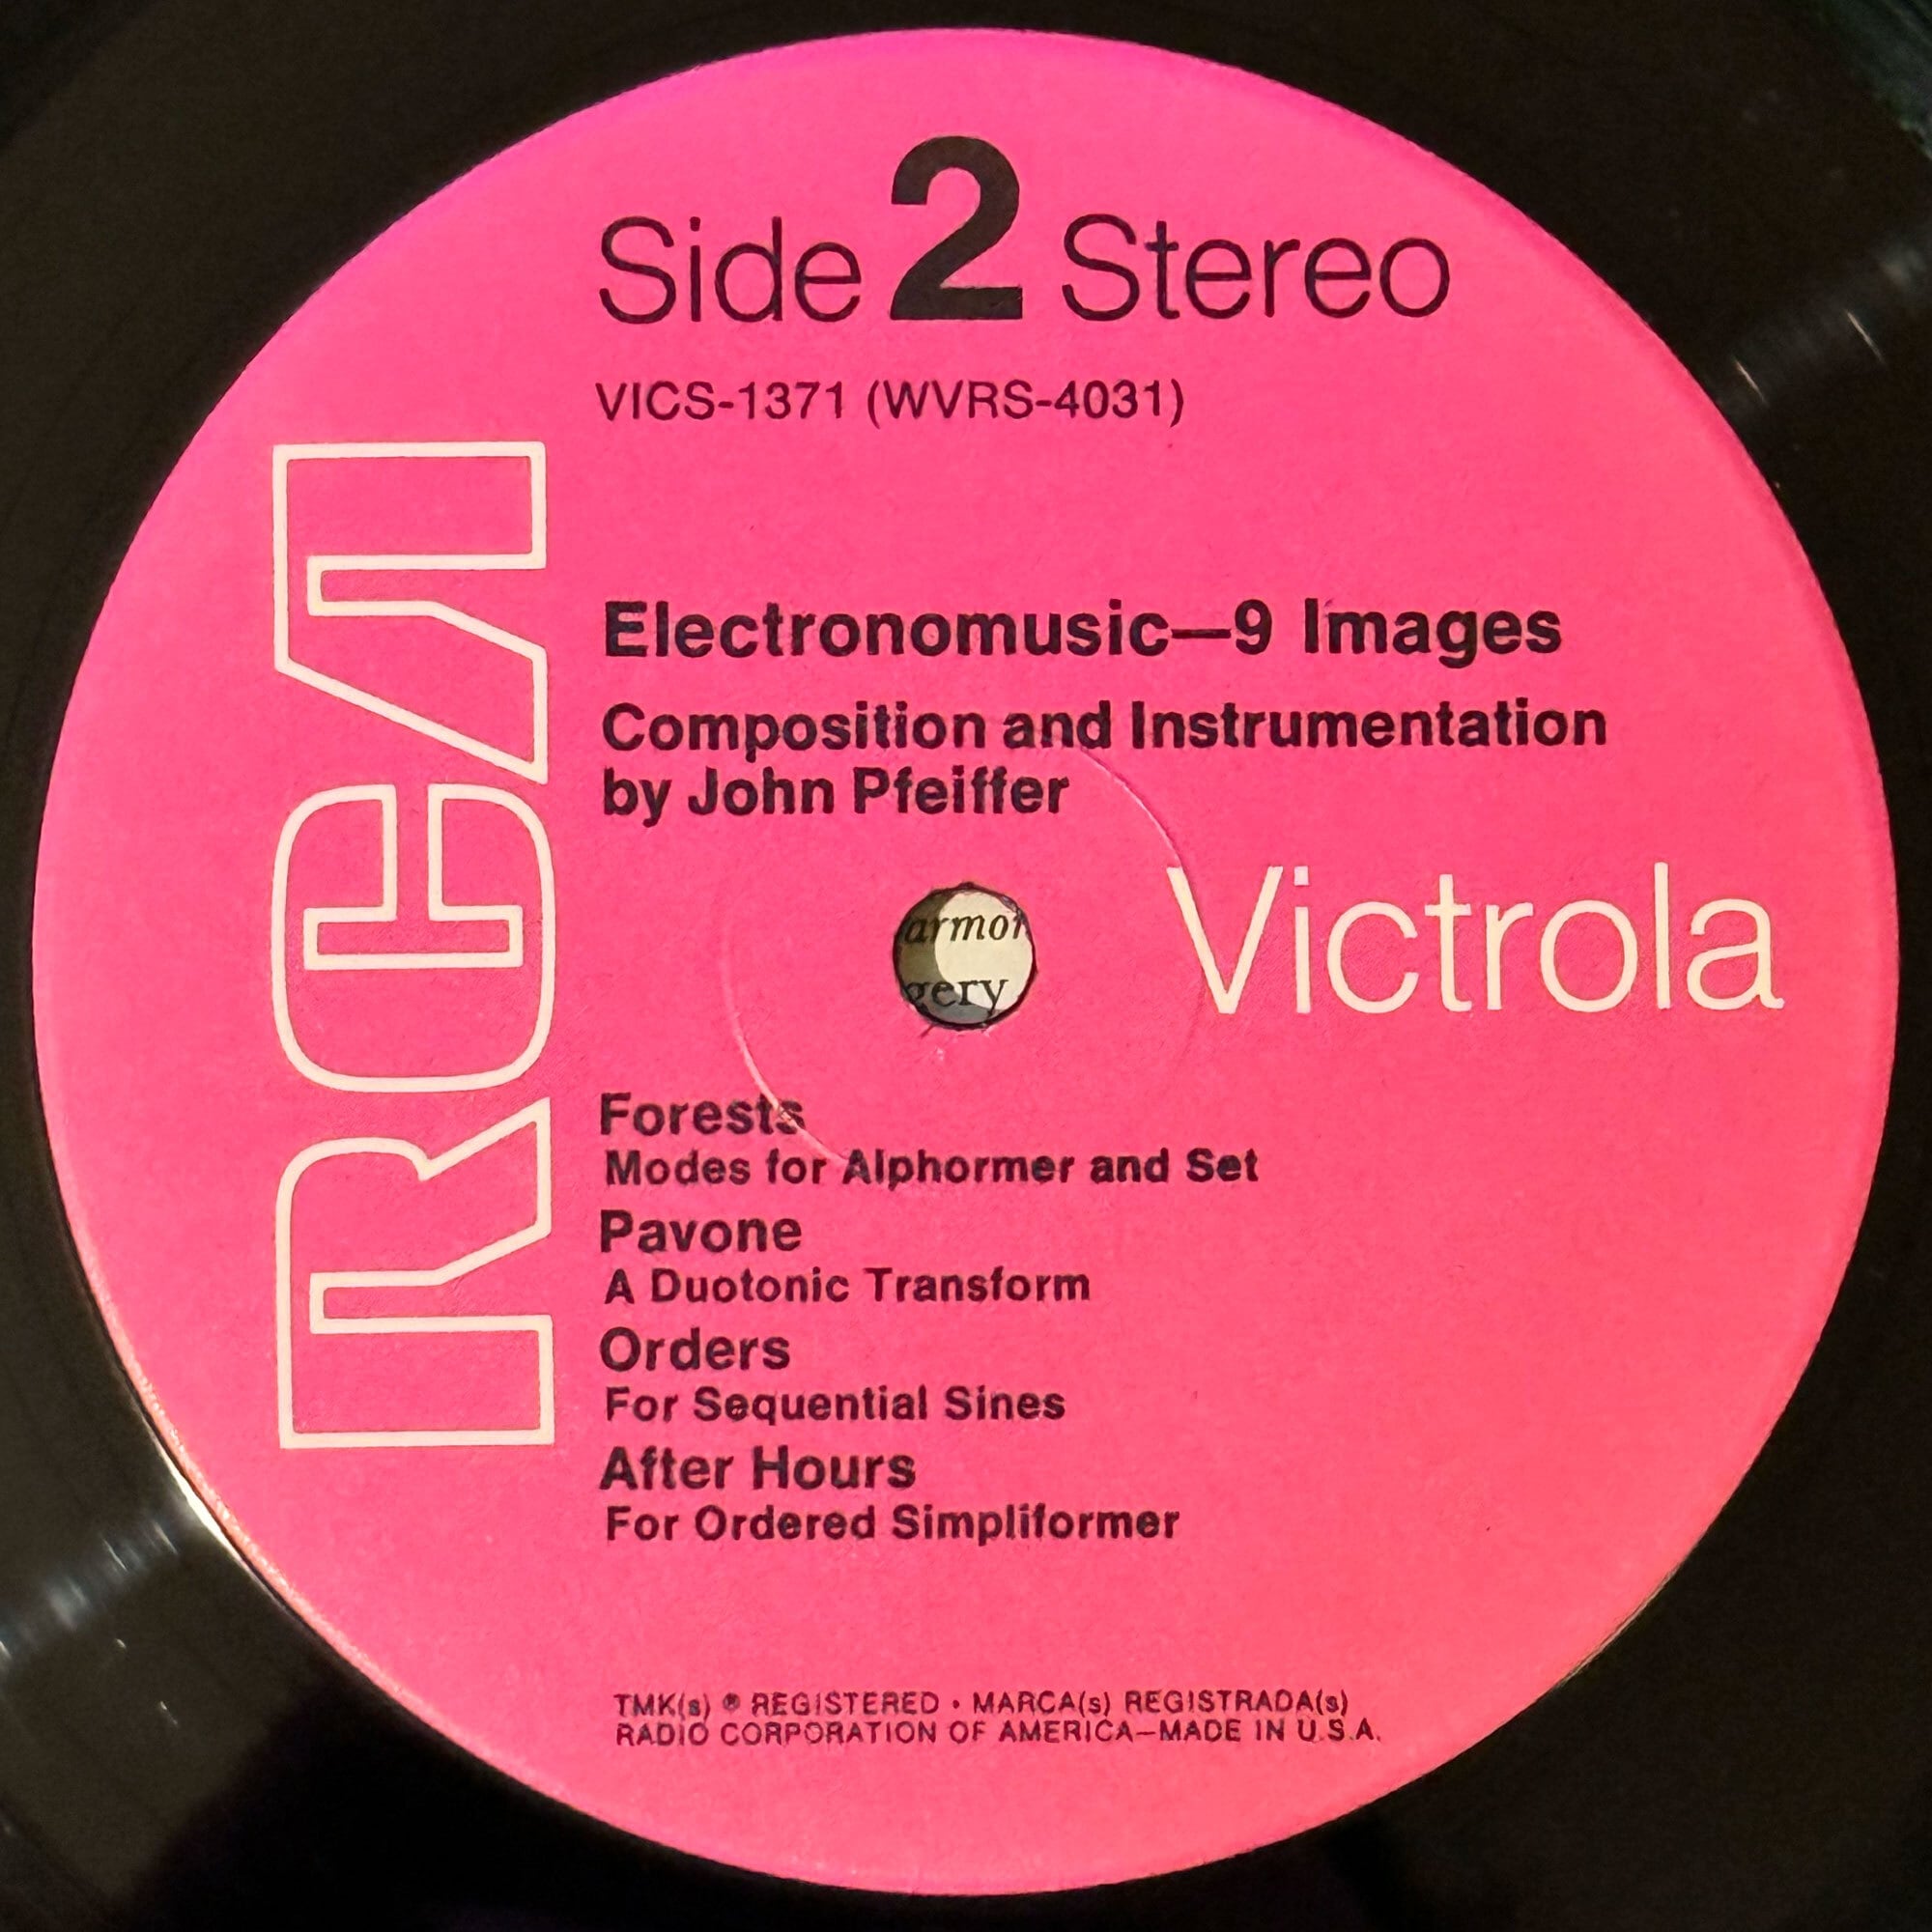 Side 2 Stereo
VICS-1371 (WVRS-4031)
RCA
Electronomusic—9 Images
Composition and Instrumentation
by John Pfeiffer
Victrola
gery
Forests
Modes for Alphormer and Set
Pavone
A Duotonic Transform
Orders
For Sequential Sines
After Hours
For Ordered Simpliformer
TMK(s) ® REGISTERED • MARCA(s) REGISTRADA(s)
RADIO CORPORATION OF AMERICA—MADE IN U.S.A.